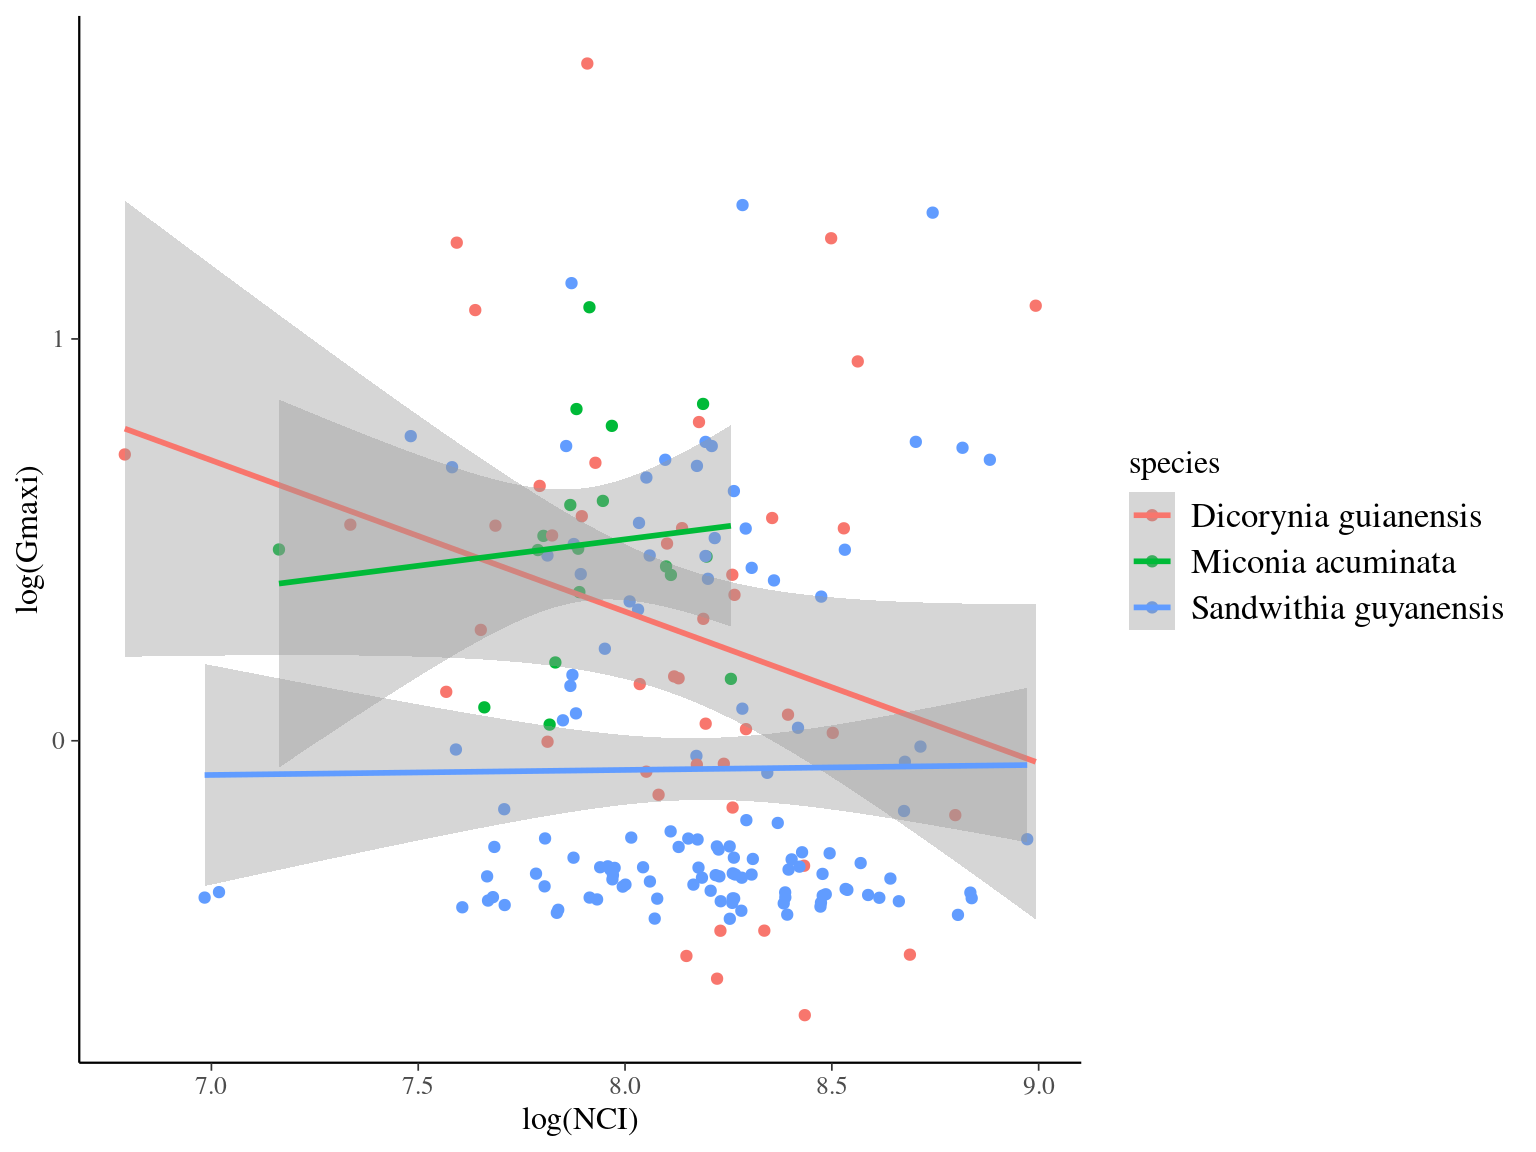 log(Gmaxi)
1
0
7.0 7.5 8.0 8.5 9.0
log(NCI)
species
Dicorynia guianensis
Miconia acuminata
Sandwithia guyanensis